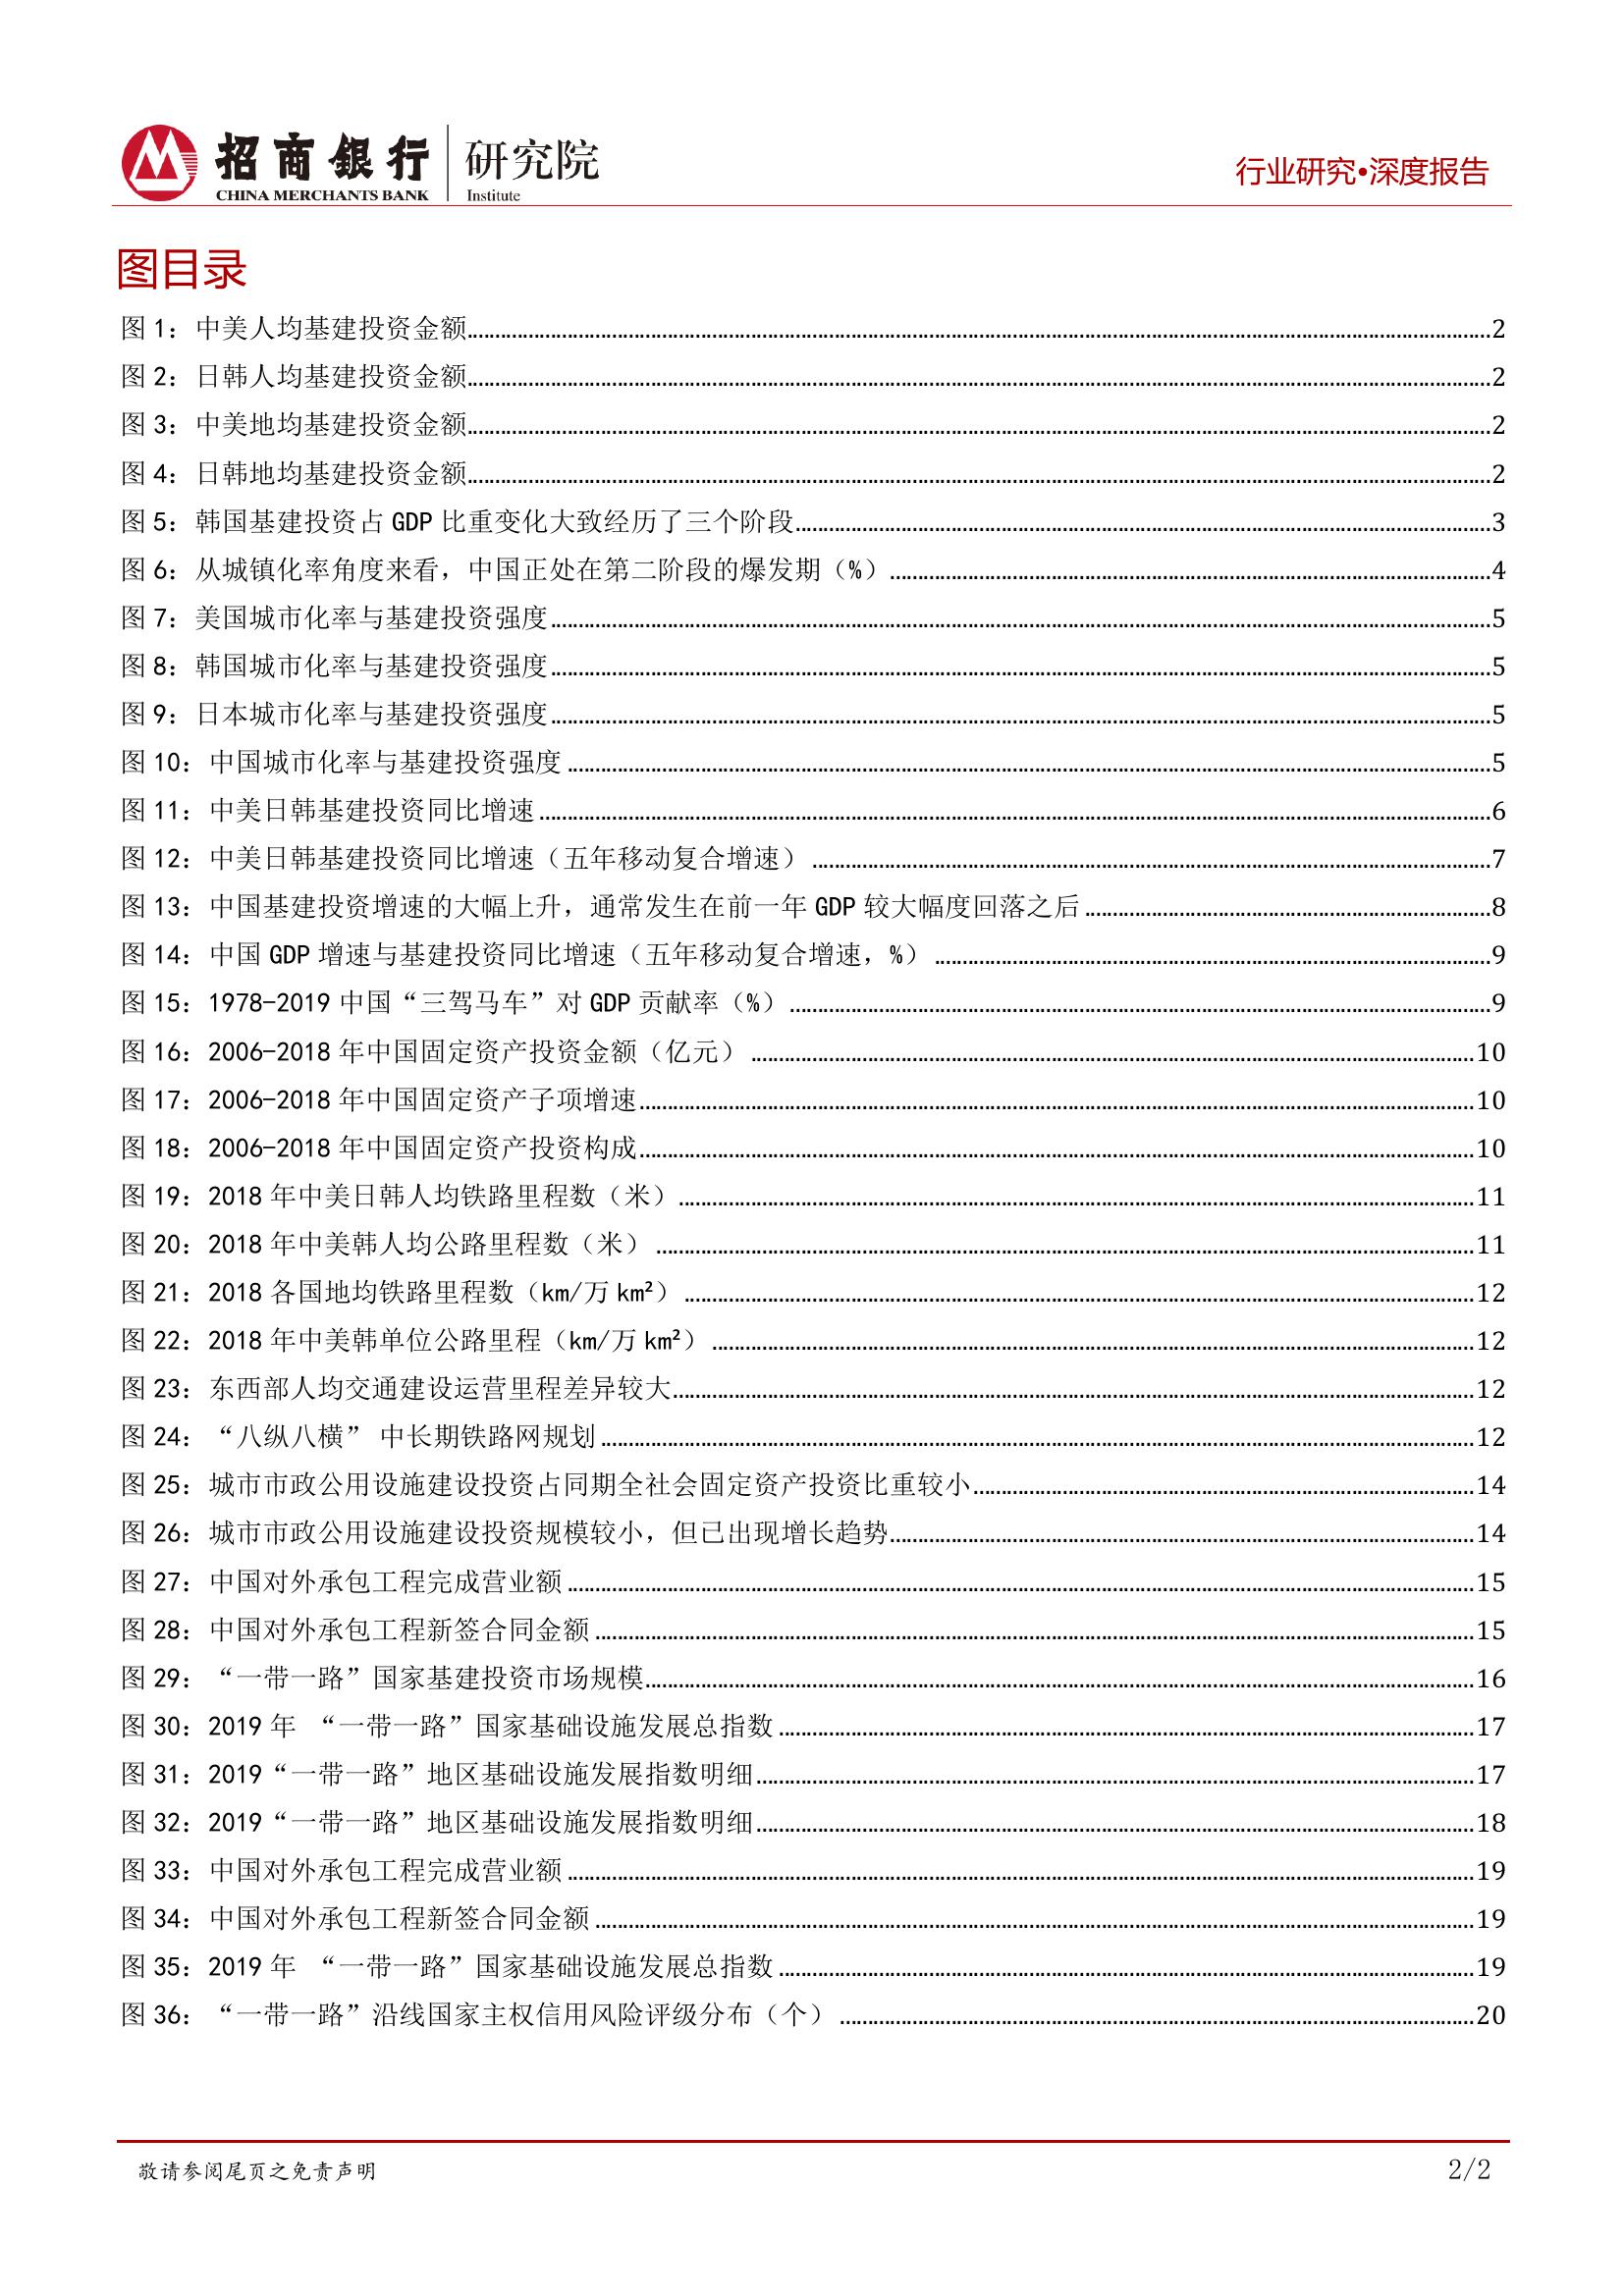 招商銀行 研究院
CHINA MERCHANTS BANK Institute
行业研究•深度报告
图目录
图 1：中美人均基建投资金额 2
图 2：日韩人均基建投资金额 2
图 3：中美地均基建投资金额 2
图 4：日韩地均基建投资金额 2
图 5：韩国基建投资占 GDP 比重变化大致经历了三个阶段 3
图 6：从城镇化率角度来看，中国正处在第二阶段的爆发期（%） 4
图 7：美国城市化率与基建投资强度 5
图 8：韩国城市化率与基建投资强度 5
图 9：日本城市化率与基建投资强度 5
图 10：中国城市化率与基建投资强度 5
图 11：中美日韩基建投资同比增速 6
图 12：中美日韩基建投资同比增速（五年移动复合增速） 7
图 13：中国基建投资增速的大幅上升，通常发生在前一年 GDP 较大幅度回落之后 8
图 14：中国 GDP 增速与基建投资同比增速（五年移动复合增速，%） 9
图 15：1978-2019 中国“三驾马车”对 GDP 贡献率（%） 9
图 16：2006-2018 年中国固定资产投资金额（亿元） 10
图 17：2006-2018 年中国固定资产子项增速 10
图 18：2006-2018 年中国固定资产投资构成 10
图 19：2018 年中美日韩人均铁路里程数（米） 11
图 20：2018 年中美韩人均公路里程数（米） 11
图 21：2018 各国地均铁路里程数（km/万 km²） 12
图 22：2018 年中美韩单位公路里程（km/万 km²） 12
图 23：东西部人均交通建设运营里程差异较大 12
图 24：“八纵八横” 中长期铁路网规划 12
图 25：城市市政公用设施建设投资占同期全社会固定资产投资比重较小 14
图 26：城市市政公用设施建设投资规模较小，但已出现增长趋势 14
图 27：中国对外承包工程完成营业额 15
图 28：中国对外承包工程新签合同金额 15
图 29：“一带一路”国家基建投资市场规模 16
图 30：2019 年 “一带一路”国家基础设施发展总指数 17
图 31：2019“一带一路”地区基础设施发展指数明细 17
图 32：2019“一带一路”地区基础设施发展指数明细 18
图 33：中国对外承包工程完成营业额 19
图 34：中国对外承包工程新签合同金额 19
图 35：2019 年 “一带一路”国家基础设施发展总指数 19
图 36：“一带一路”沿线国家主权信用风险评级分布（个） 20
敬请参阅尾页之免责声明
2/2